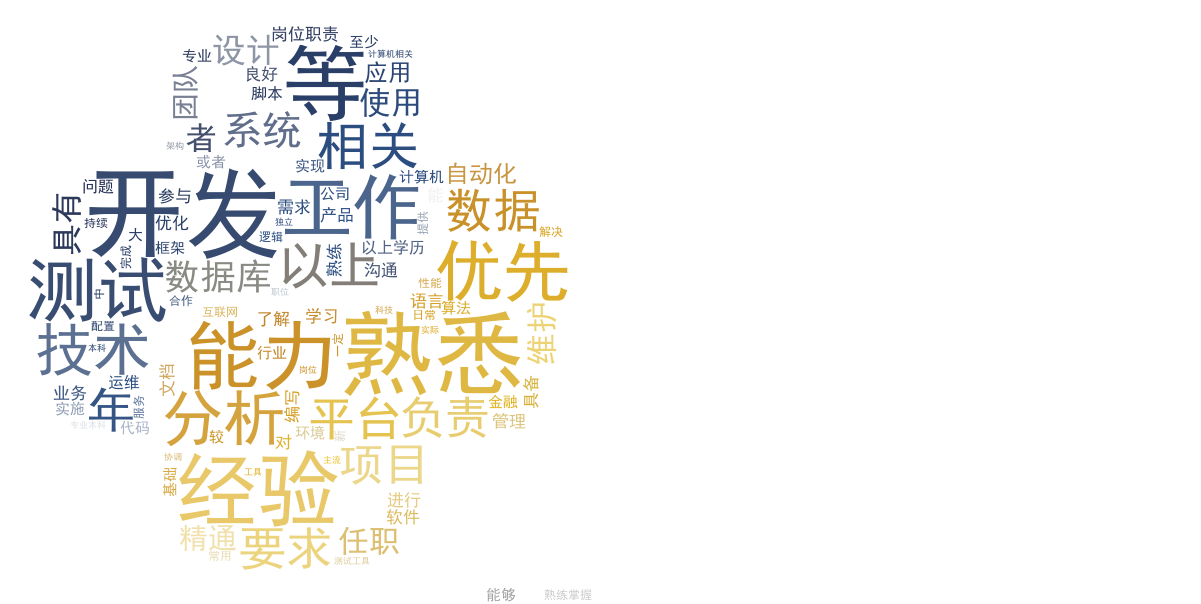 岗位职责
至少
专业
设计
计算机相关
良好
等
应用
团队
脚本
使用
系统
者
相关
架构
或者
实现
计算机
自动化
问题
开发
参与
公司
工作
能
数据
具有
需求
产品
持续
优化
独立
提供
大
逻辑
解决
完成
框架
以上
熟练
以上学历
优先
测试
数据库
沟通
性能
中
职位
合作
语言
算法
互联网
了解
学习
科技
日常
熟悉
维护
配置
技术
能力
实际
一定
本科
行业
岗位
文档
运维
业务
年
服务
具备
实施
分析
编写
平台
负责
金融
管理
专业本科
代码
较
对
环境
协调
经验
主流
项目
基础
工具
进行
软件
精通
要求
任职
常用
测试工具
能够
熟练掌握